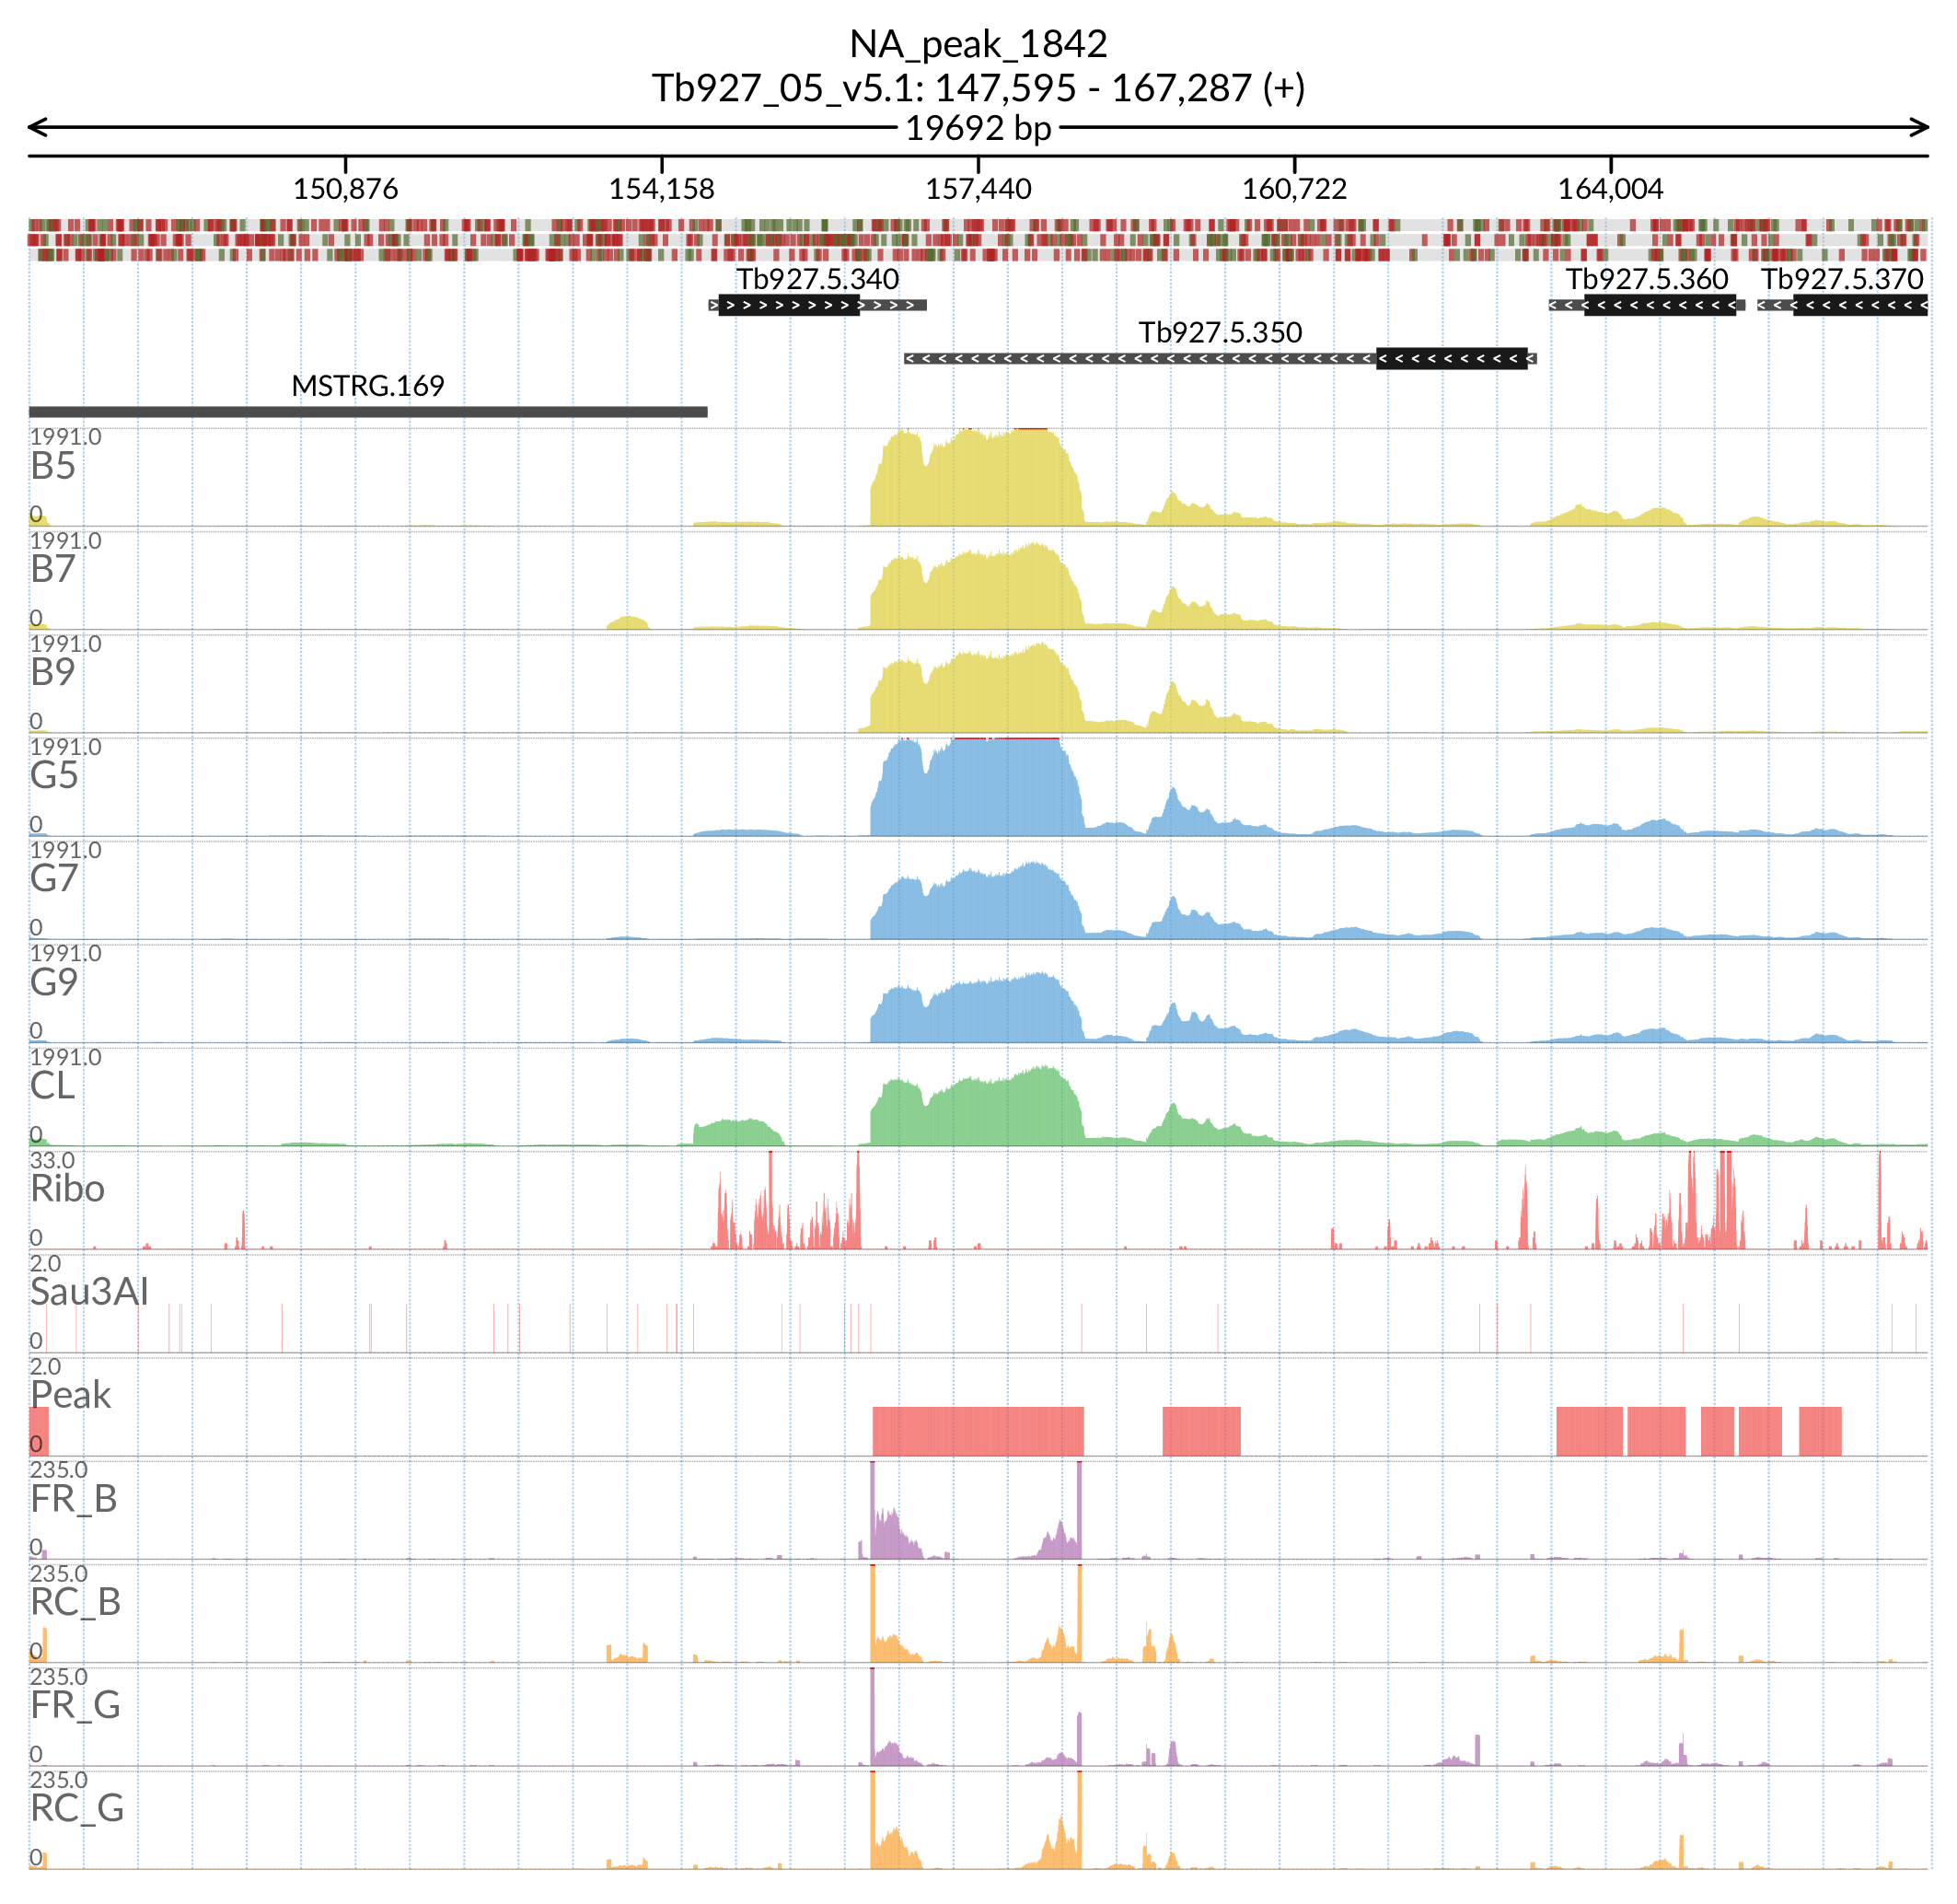 NA_peak_1842
Tb927_05_v5.1: 147,595 - 167,287 (+)
19692 bp
150,876 154,158 157,440 160,722 164,004
Tb927.5.340 Tb927.5.360 Tb927.5.370
Tb927.5.350
MSTRG.169
1991.0
B5
0
1991.0
B7
0
1991.0
B9
0
1991.0
G5
0
1991.0
G7
0
1991.0
G9
0
1991.0
CL
0
33.0
Ribo
0
2.0
Sau3AI
0
2.0
Peak
0
235.0
FR_B
0
235.0
RC_B
0
235.0
FR_G
0
235.0
RC_G
0